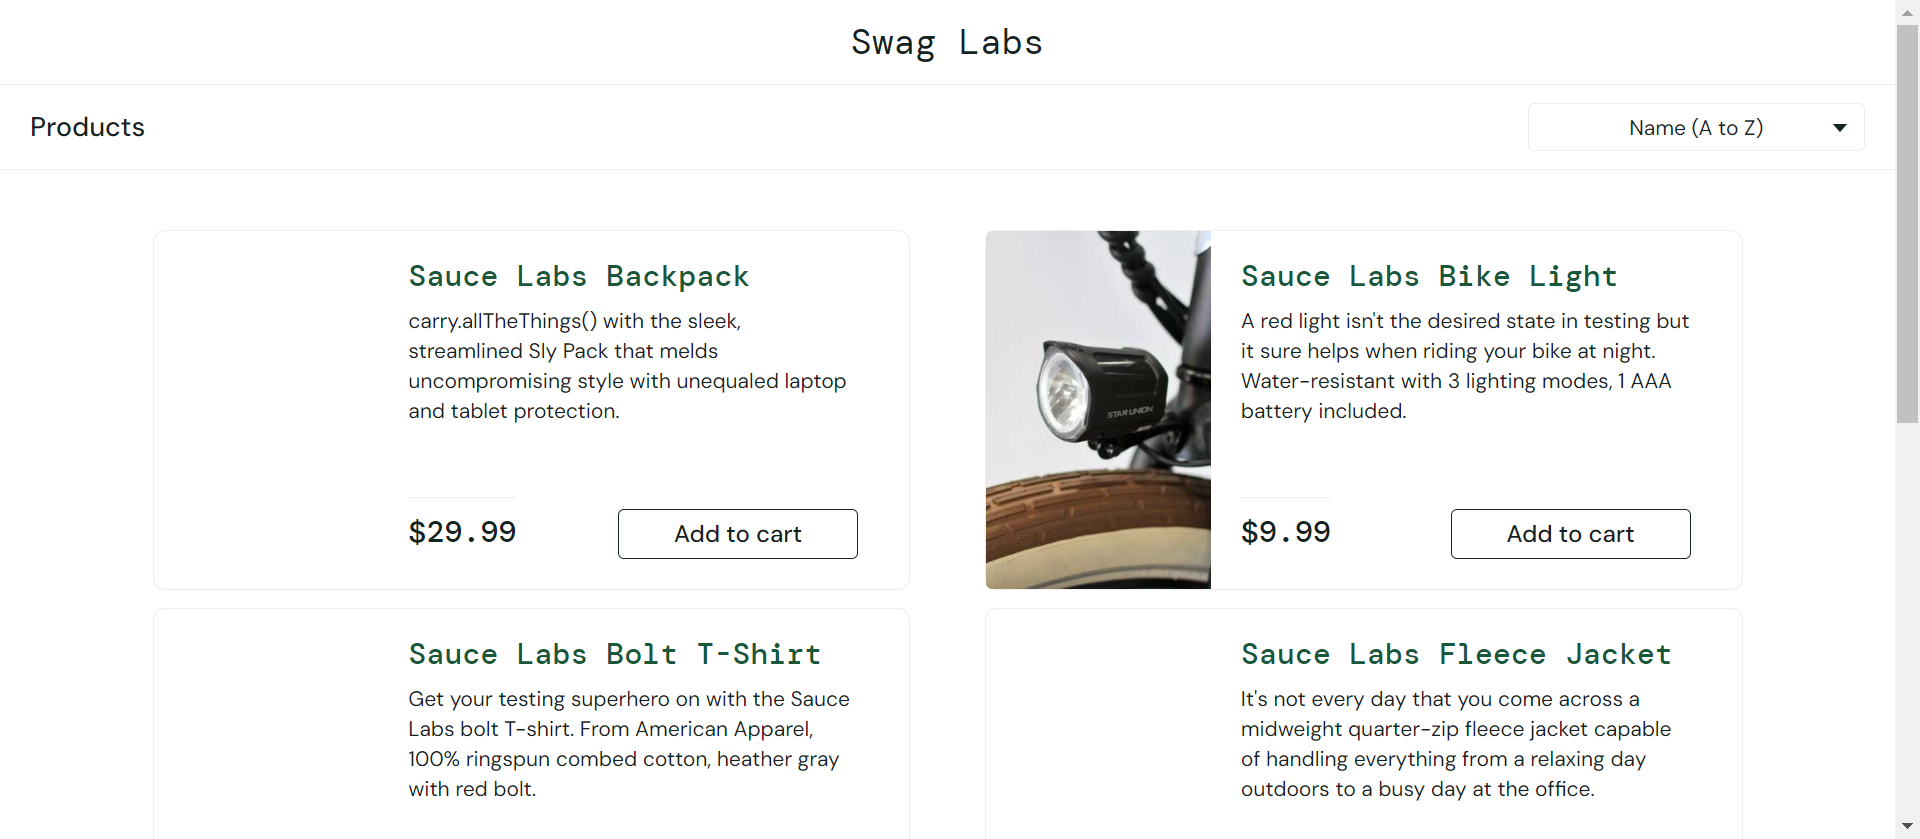 Swag Labs
Products
Name (A to Z)
Sauce Labs Backpack
carry.allTheThings() with the sleek,
streamlined Sly Pack that melds
uncompromising style with unequaled laptop
and tablet protection.
$29.99
Add to cart
STAR UNION
Sauce Labs Bike Light
A red light isn't the desired state in testing but
it sure helps when riding your bike at night.
Water-resistant with 3 lighting modes, 1 AAA
battery included.
$9.99
Add to cart
Sauce Labs Bolt T-Shirt
Get your testing superhero on with the Sauce
Labs bolt T-shirt. From American Apparel,
100% ringspun combed cotton, heather gray
with red bolt.
Sauce Labs Fleece Jacket
It's not every day that you come across a
midweight quarter-zip fleece jacket capable
of handling everything from a relaxing day
outdoors to a busy day at the office.